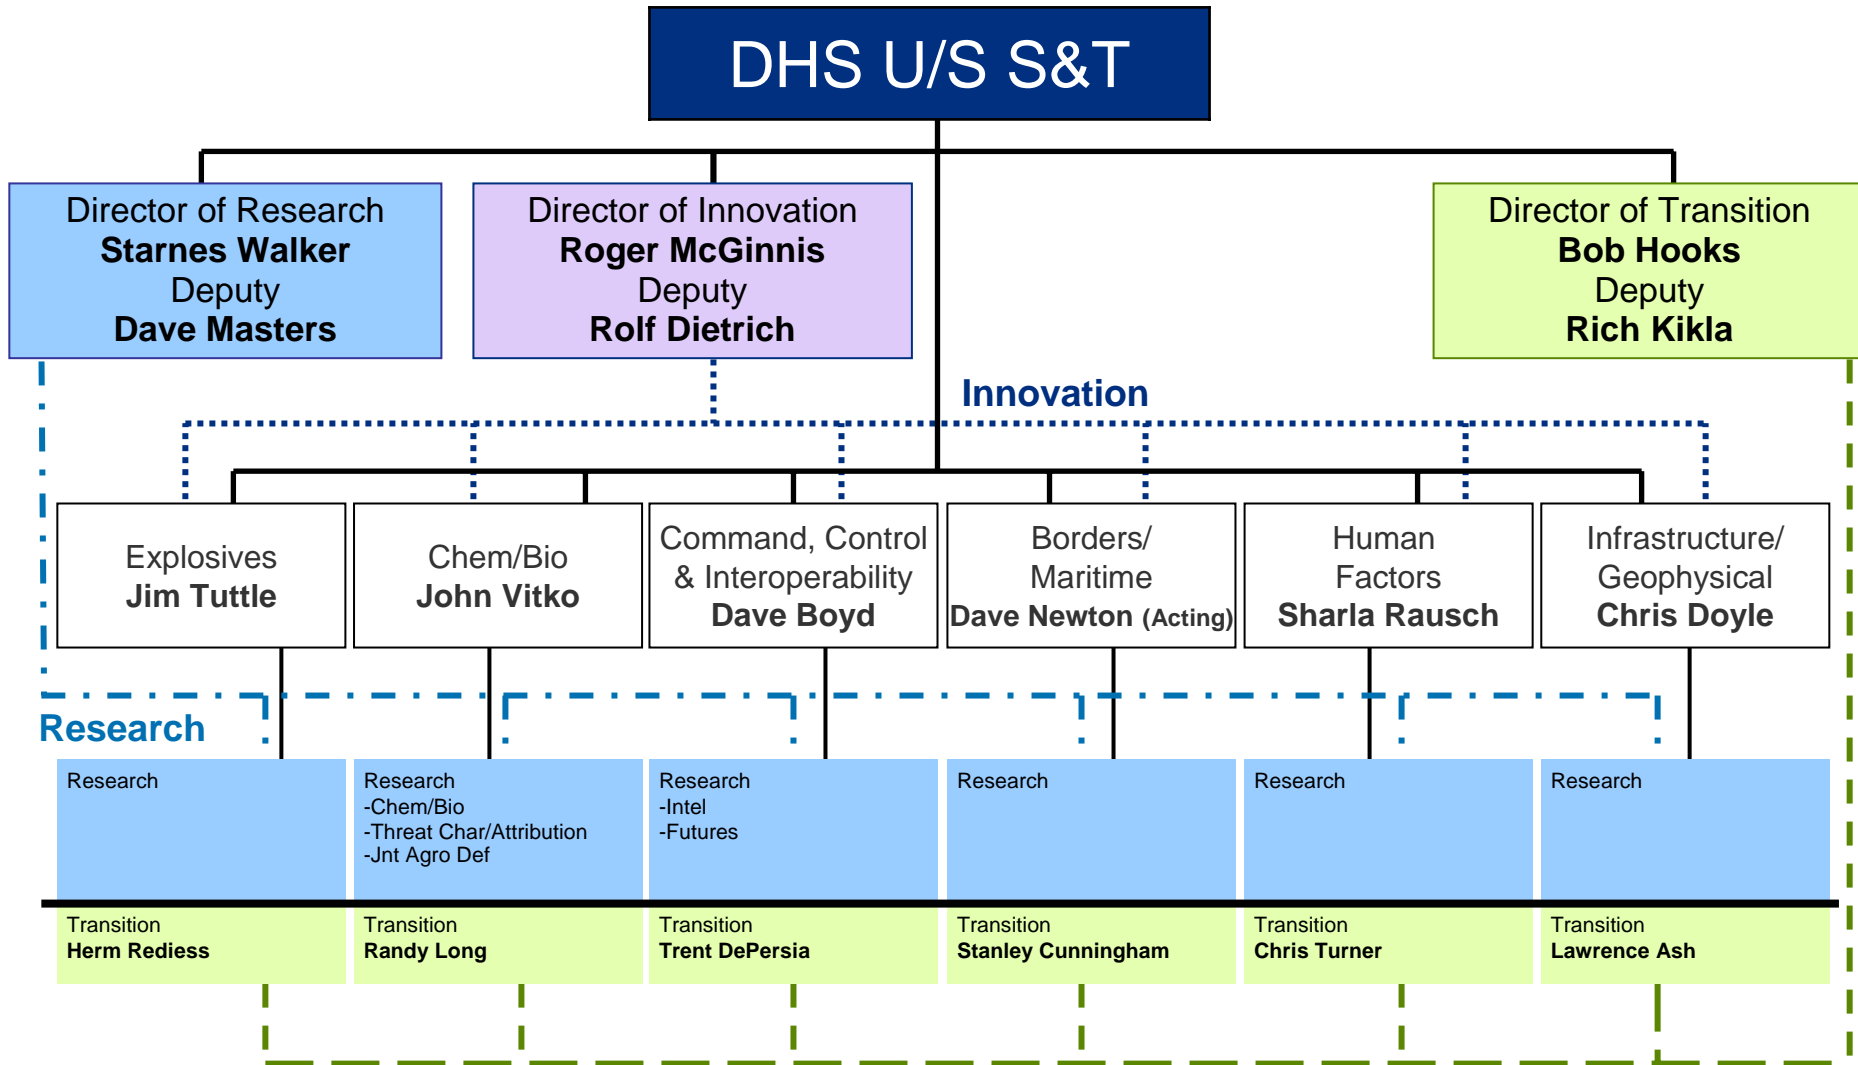 DHS U/S S&T
Director of Research
Starnes Walker
Deputy
Dave Masters
Director of Innovation
Roger McGinnis
Deputy
Rolf Dietrich
Director of Transition
Bob Hooks
Deputy
Rich Kikla
Innovation
Explosives
Jim Tuttle
Chem/Bio
John Vitko
Command, Control
& Interoperability
Dave Boyd
Borders/
Maritime
Dave Newton (Acting)
Human
Factors
Sharla Rausch
Infrastructure/
Geophysical
Chris Doyle
Research
Research
Research
-Chem/Bio
-Threat Char/Attribution
-Jnt Agro Def
Research
-Intel
-Futures
Research
Research
Research
Transition
Herm Rediess
Transition
Randy Long
Transition
Trent DePersia
Transition
Stanley Cunningham
Transition
Chris Turner
Transition
Lawrence Ash